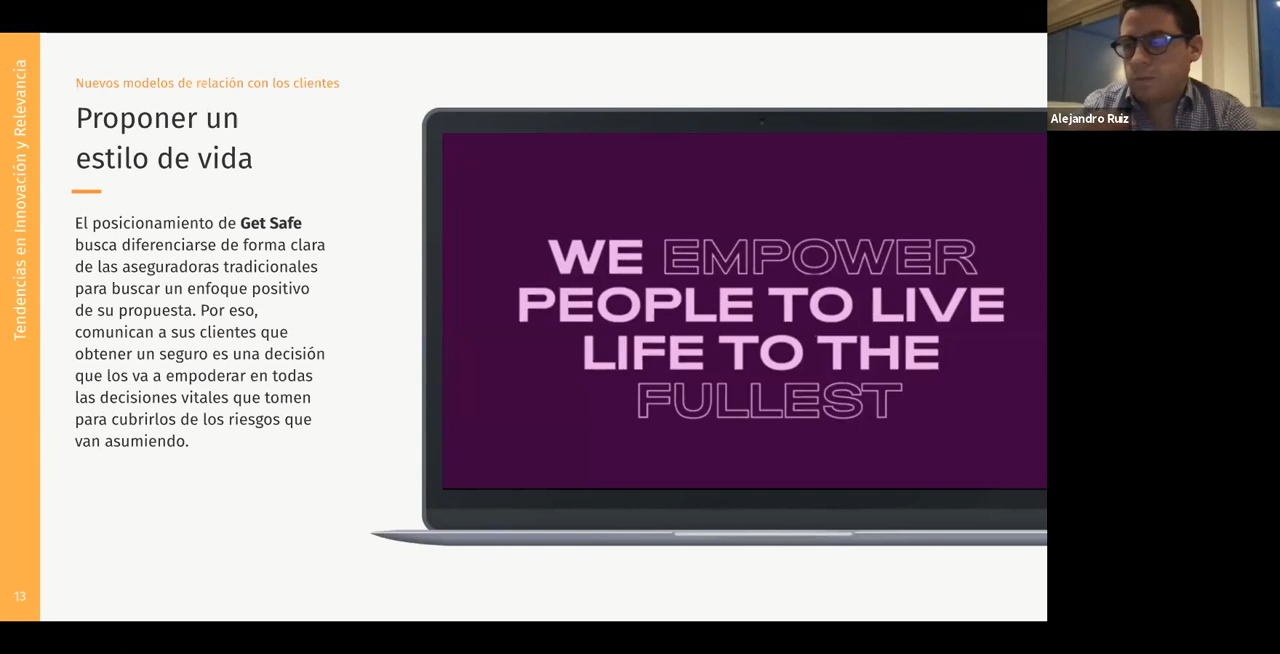 Tendencias en Innovación y Relevancia
Nuevos modelos de relación con los clientes
Proponer un
estilo de vida
El posicionamiento de Get Safe
busca diferenciarse de forma clara
de las aseguradoras tradicionales
para buscar un enfoque positivo
de su propuesta. Por eso,
comunican a sus clientes que
obtener un seguro es una decisión
que los va a empoderar en todas
las decisiones vitales que tomen
para cubrirlos de los riesgos que
van asumiendo.
WE EMPOWER
PEOPLE TO LIVE
LIFE TO THE
FULLEST
Alejandro Ruiz
13